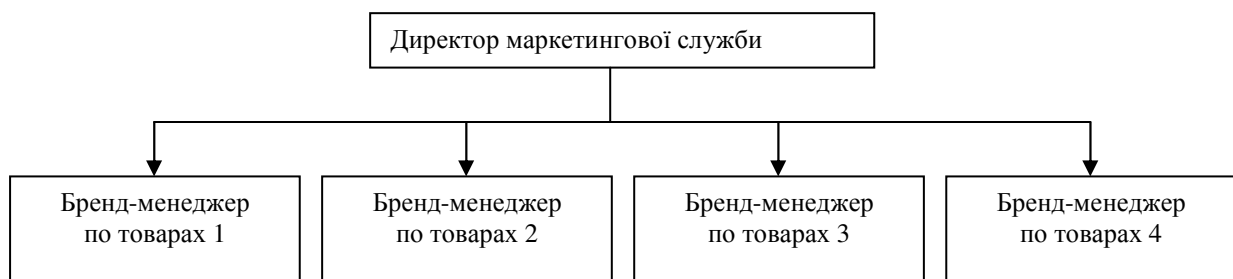 Директор маркетингової служби
Бренд-менеджер
по товарах 1
Бренд-менеджер
по товарах 2
Бренд-менеджер
по товарах 3
Бренд-менеджер
по товарах 4